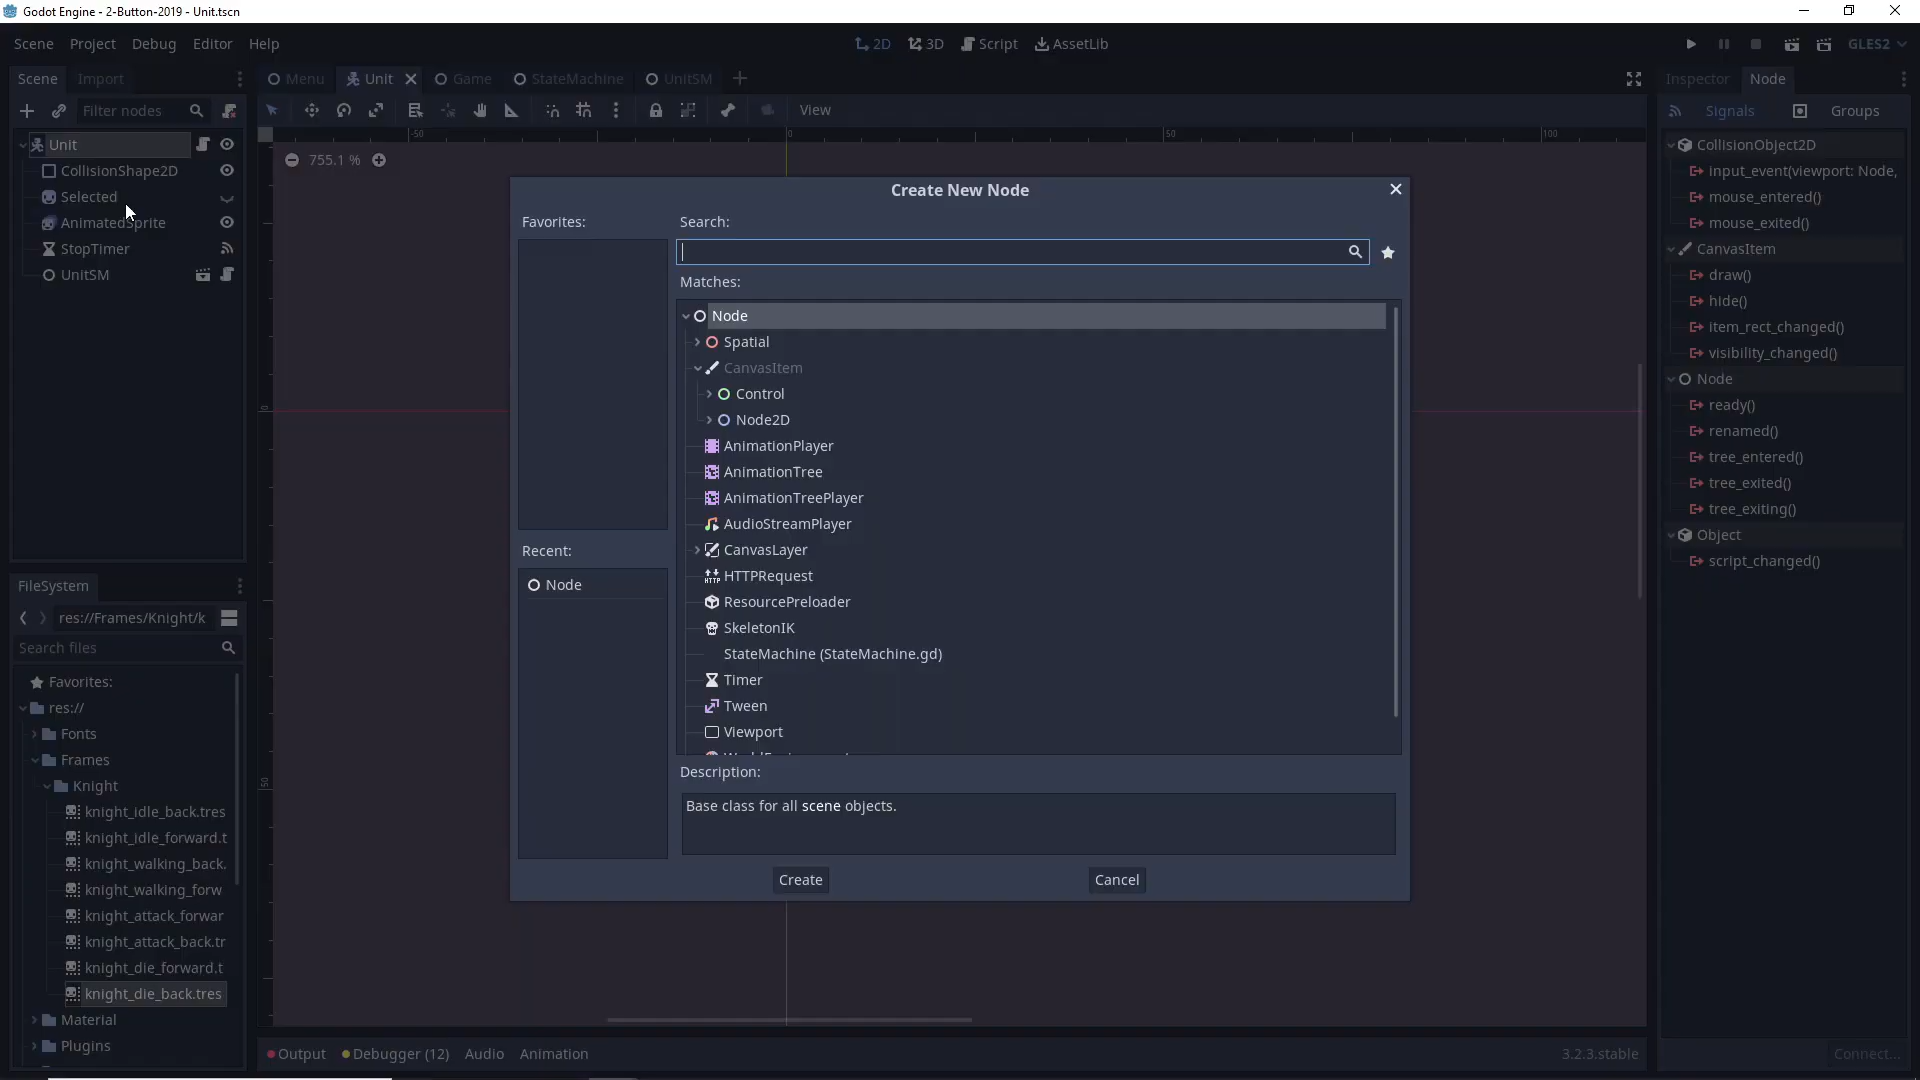 Godot Engine - 2-Button-2019 - Unit.tscn
Scene Project Debug Editor Help
2D 3D Script AssetLib
GLES2
Scene Import
Menu Unit Game StateMachine UnitSM
Inspector Node
Filter nodes
View
Signals Groups
-50 0 50 100
755.1 %
0
50
Unit
CollisionShape2D
Selected
AnimatedSprite
StopTimer
UnitSM
Create New Node
Favorites:
Search:
Matches:
Node
Spatial
CanvasItem
Control
Node2D
AnimationPlayer
AnimationTree
AnimationTreePlayer
AudioStreamPlayer
CanvasLayer
HTTPRequest
ResourcePreloader
SkeletonIK
StateMachine (StateMachine.gd)
Timer
Tween
Viewport
Recent:
Node
Description:
Base class for all scene objects.
Create Cancel
CollisionObject2D
input_event(viewport: Node,
mouse_entered()
mouse_exited()
CanvasItem
draw()
hide()
item_rect_changed()
visibility_changed()
Node
ready()
renamed()
tree_entered()
tree_exited()
tree_exiting()
Object
script_changed()
FileSystem
res://Frames/Knight/k
Search files
Favorites:
res://
Fonts
Frames
Knight
knight_idle_back.tres
knight_idle_forward.t
knight_walking_back.
knight_walking_forw
knight_attack_forwar
knight_attack_back.tr
knight_die_forward.t
knight_die_back.tres
Material
Plugins
Output Debugger (12) Audio Animation
3.2.3.stable
Connect...